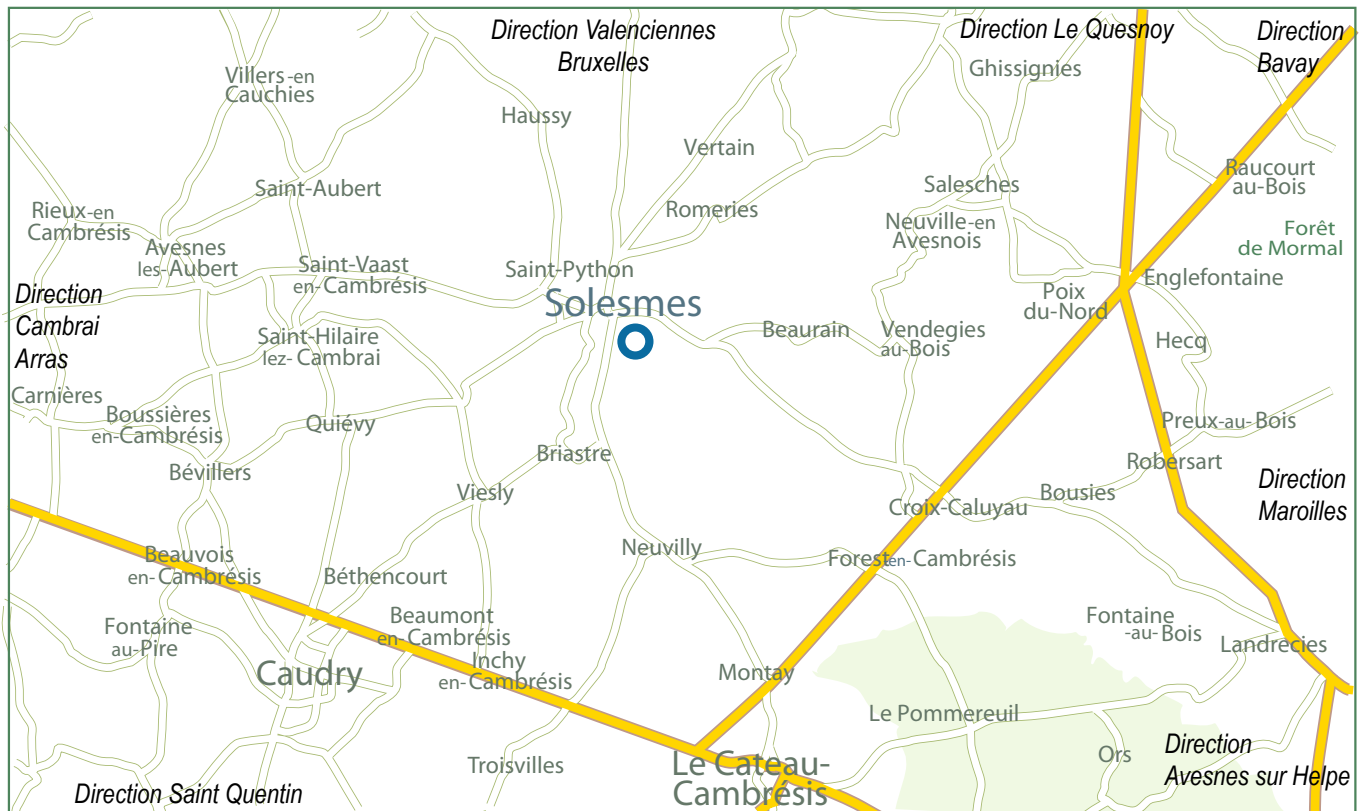 Direction Valenciennes
Bruxelles
Direction Le Quesnoy
Direction
Bavay
Villers-en
Cauchies
Ghissignies
Haussy
Vertain
Saint-Aubert
Salesches
Raucourt
au-Bois
Rieux-en
Cambrésis
Romeries
Neuville-en
Avesnois
Forêt
de Mormal
Avesnes
les-Aubert
Saint-Vaast
en-Cambrésis
Saint-Python
Englefontaine
Direction
Cambrai
Arras
Solesmes
Poix
du-Nord
Saint-Hilaire
lez-Cambrai
Beaurain
Vendegies
au-Bois
Hecq
Carnières
Boussières
en-Cambrésis
Quiévy
Preux-au-Bois
Briastre
Robersart
Bévillers
Viesly
Croix-Caluyau
Bousies
Direction
Maroilles
Beauvois
en-Cambrésis
Béthencourt
Neuvilly
Forest-en-Cambrésis
Fontaine
au-Pire
Beaumont
en-Cambrésis
Fontaine
-au-Bois
Landrecies
Caudry
Inchy
en-Cambrésis
Montay
Le Pommereuil
Troisvilles
Le Cateau-
Cambrésis
Ors
Direction
Avesnes sur Helpe
Direction Saint Quentin